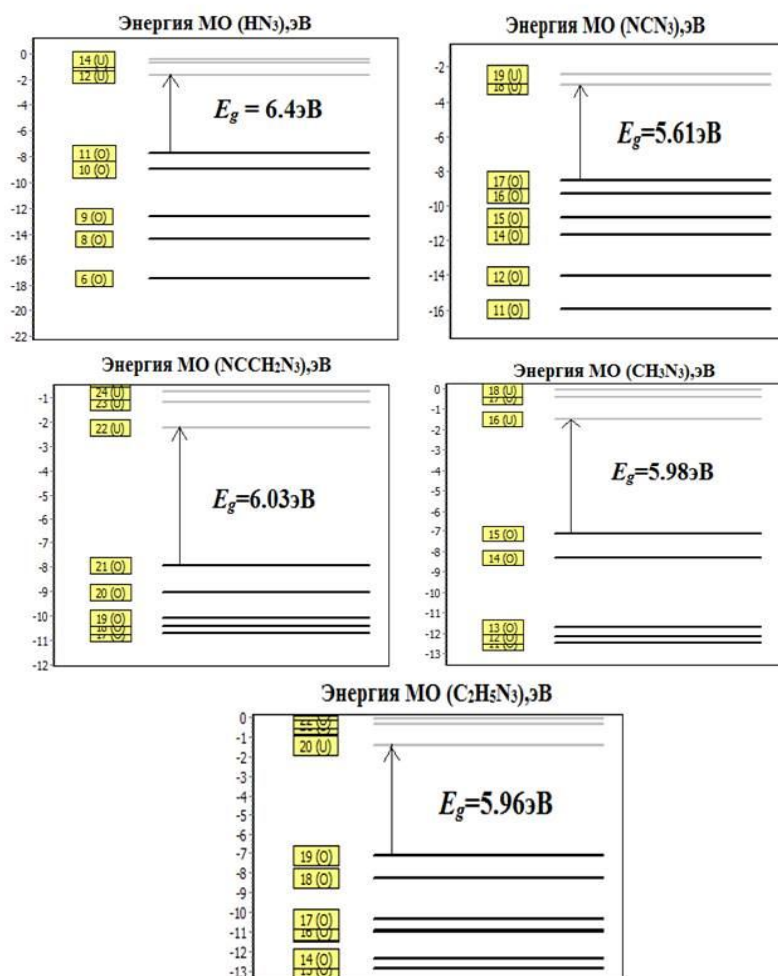 Энергия МО (HN₃),эВ
0
-2
-4
-6
-8
-10
-12
-14
-16
-18
-20
-22
14 (U)
12 (U)
11 (O)
10 (O)
9 (O)
8 (O)
6 (O)
E_g = 6.4эВ
Энергия МО (NCN₃),эВ
-2
-4
-6
-8
-10
-12
-14
-16
19 (U)
18 (U)
17 (O)
16 (O)
15 (O)
14 (O)
12 (O)
11 (O)
E_g=5.61эВ
Энергия МО (NCCH₂N₃),эВ
-1
-2
-3
-4
-5
-6
-7
-8
-9
-10
-11
-12
24 (U)
23 (U)
22 (U)
21 (O)
20 (O)
19 (O)
18 (O)
17 (O)
E_g=6.03эВ
Энергия МО (CH₃N₃),эВ
0
-1
-2
-3
-4
-5
-6
-7
-8
-9
-10
-11
-12
-13
18 (U)
17 (U)
16 (U)
15 (O)
14 (O)
13 (O)
12 (O)
11 (O)
E_g=5.98эВ
Энергия МО (C₂H₅N₃),эВ
0
-1
-2
-3
-4
-5
-6
-7
-8
-9
-10
-11
-12
-13
20 (U)
19 (O)
18 (O)
17 (O)
16 (O)
14 (O)
E_g=5.96эВ